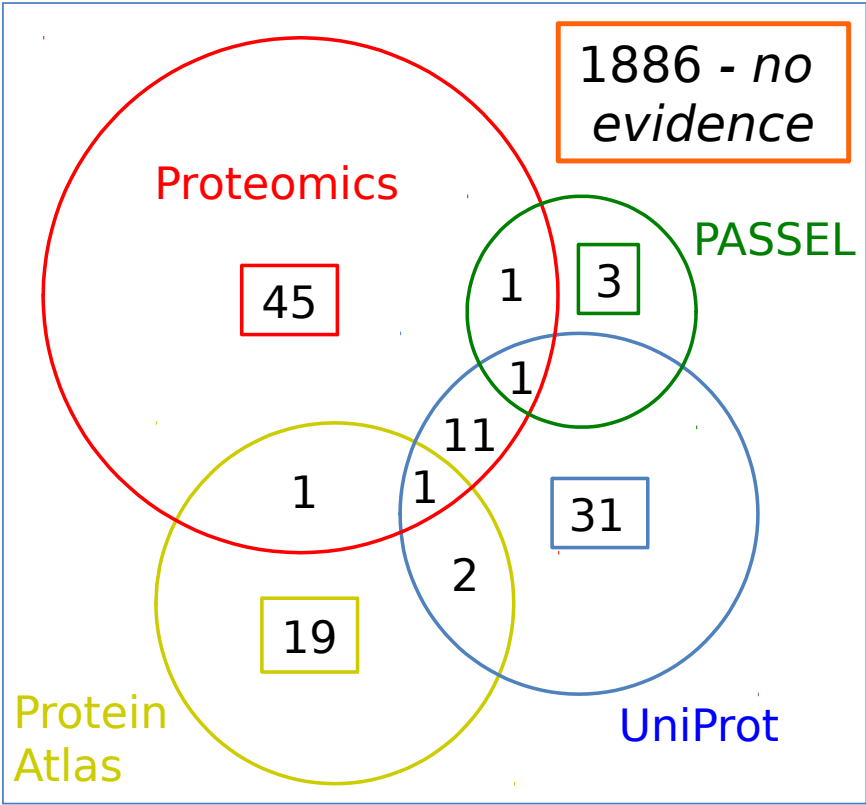 1886 - no
evidence
Proteomics
PASSEL
1
3
45
1
11
1
1
31
2
19
Protein
Atlas
UniProt